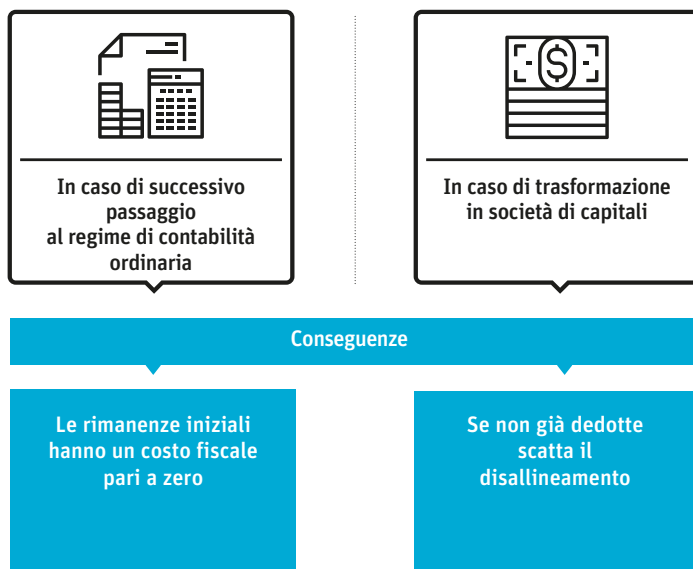 In caso di successivo
passaggio
al regime di contabilità
ordinaria
In caso di trasformazione
in società di capitali
Conseguenze
Le rimanenze iniziali
hanno un costo fiscale
pari a zero
Se non già dedotte
scatta il
disallineamento